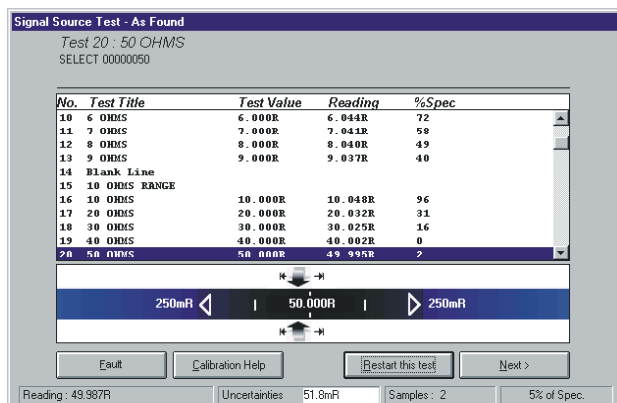 Signal Source Test - As Found
Test 20 : 50 OHMS
SELECT 00000050
No. Test Title Test Value Reading %Spec
10 6 OHMS 6.000R 6.044R 72
11 7 OHMS 7.000R 7.041R 58
12 8 OHMS 8.000R 8.040R 49
13 9 OHMS 9.000R 9.037R 40
14 Blank Line
15 10 OHMS RANGE
16 10 OHMS 10.000R 10.048R 96
17 20 OHMS 20.000R 20.032R 31
18 30 OHMS 30.000R 30.025R 16
19 40 OHMS 40.000R 40.002R 0
20 50 OHMS 50.000R 49.995R 2
250mR 50.000R 250mR
Fault Calibration Help Restart this test Next >
Reading : 49.987R Uncertainties 51.8mR Samples : 2 5% of Spec.